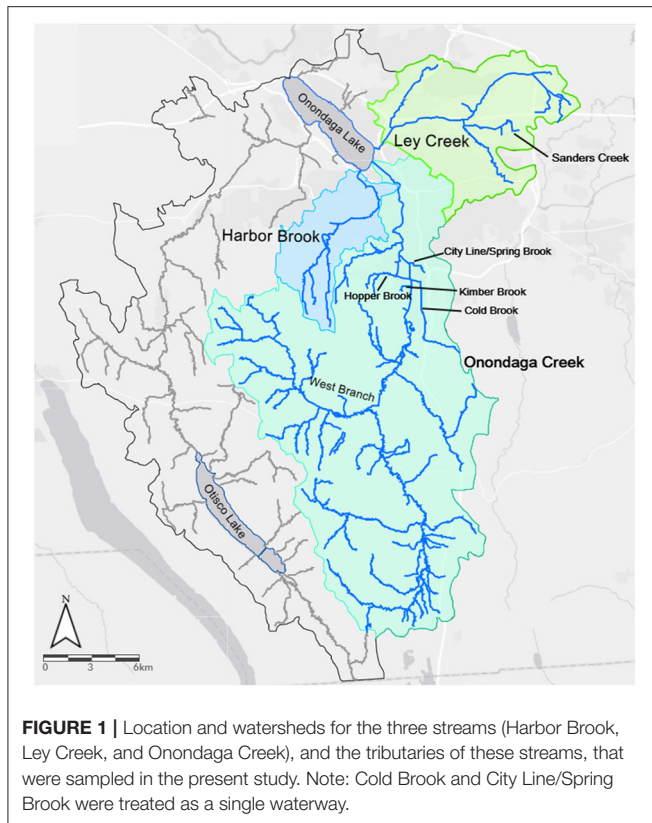 Onondaga Lake
Ley Creek
Sanders Creek
Harbor Brook
City Line/Spring Brook
Hopper Brook
Kimber Brook
Cold Brook
Onondaga Creek
West Branch
Otisco Lake
N
0 3 6km
FIGURE 1 | Location and watersheds for the three streams (Harbor Brook,
Ley Creek, and Onondaga Creek), and the tributaries of these streams, that
were sampled in the present study. Note: Cold Brook and City Line/Spring
Brook were treated as a single waterway.